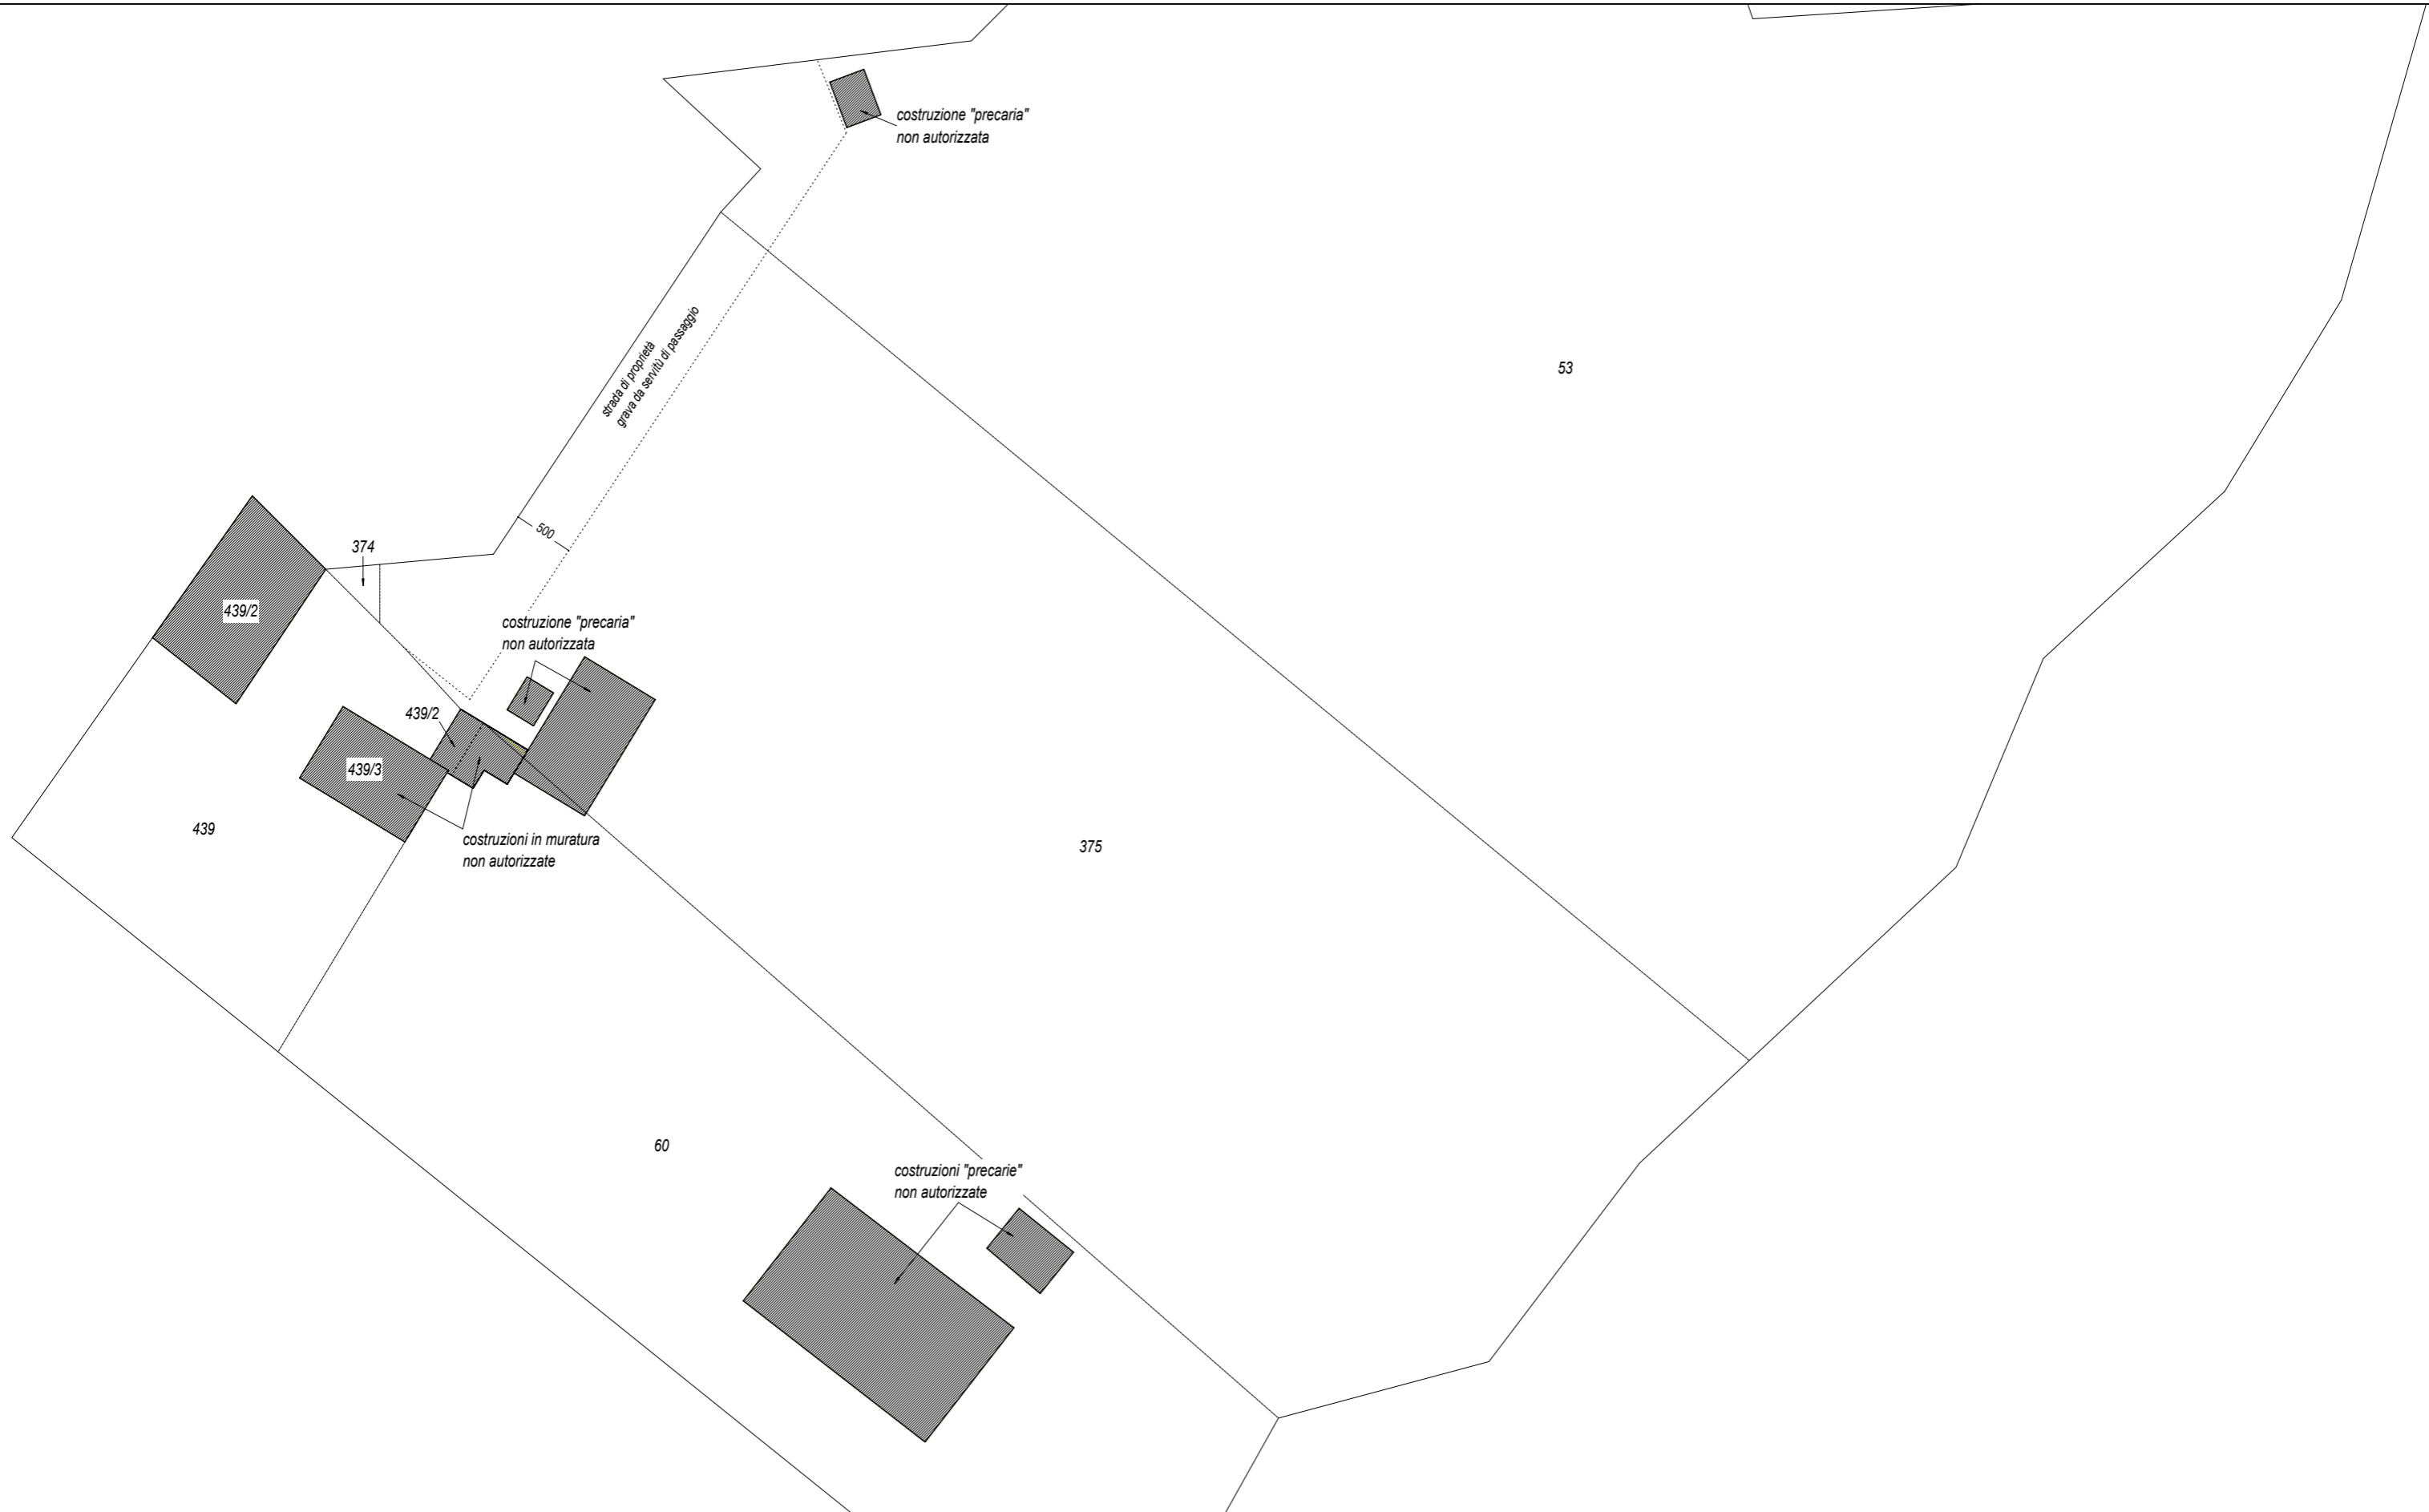 costruzione "precaria"
non autorizzata
53
strada di proprietà
grava da servitù di passaggio
500
374
439/2
costruzione "precaria"
non autorizzata
439/2
439/3
439
costruzioni in muratura
non autorizzate
375
60
costruzioni "precarie"
non autorizzate